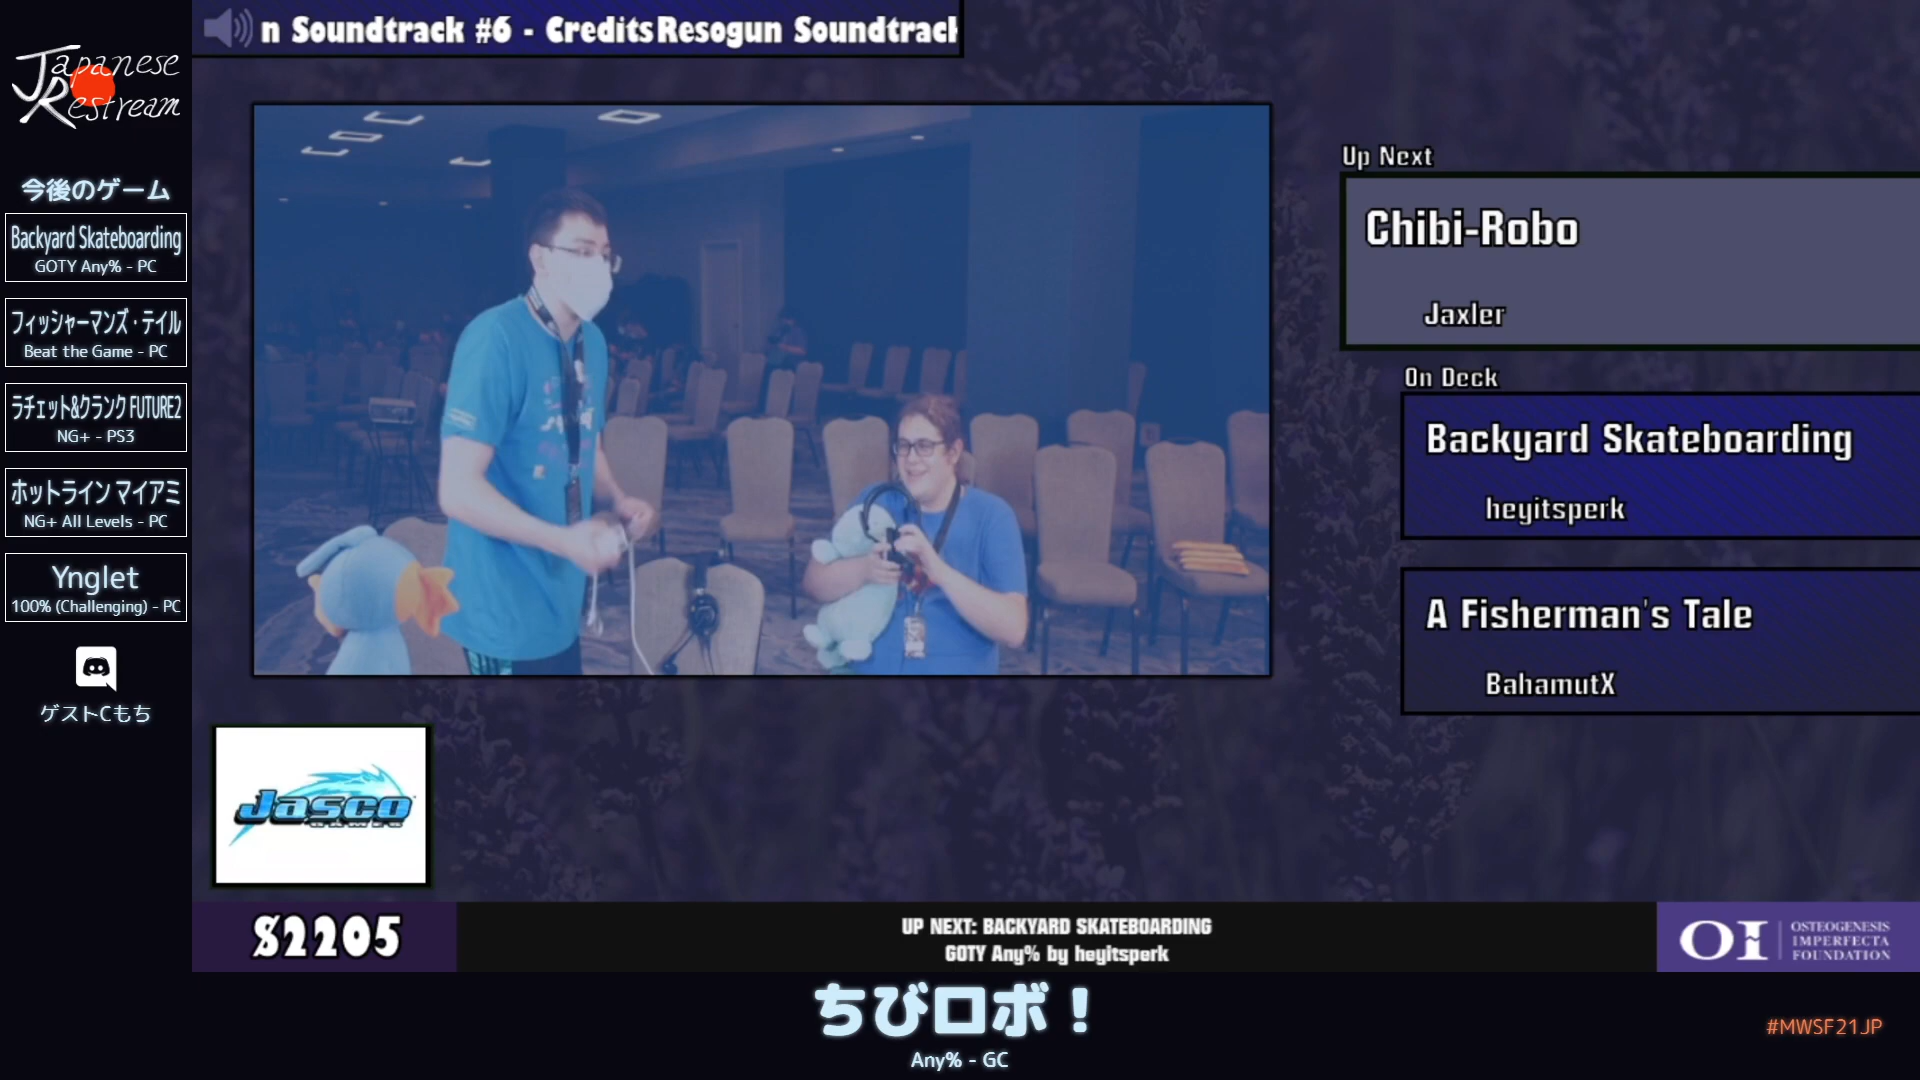 Japanese
Restream
今後のゲーム
Backyard Skateboarding
GOTY Any% - PC
フィッシャーマンズ・テイル
Beat the Game - PC
ラチェット&クランク FUTURE2
NG+ - PS3
ホットライン マイアミ
NG+ All Levels - PC
Ynglet
100% (Challenging) - PC
ゲストCもち
n Soundtrack #6 - Credits Resogun Soundtrack
Up Next
Chibi-Robo
Jaxler
On Deck
Backyard Skateboarding
heyitsperk
A Fisherman's Tale
BahamutX
Jasco
GAMES
$2205
UP NEXT: BACKYARD SKATEBOARDING
GOTY Any% by heyitsperk
OI OSTEOGENESIS
IMPERFECTA
FOUNDATION
ちびロボ！
Any% - GC
#MWSF21JP